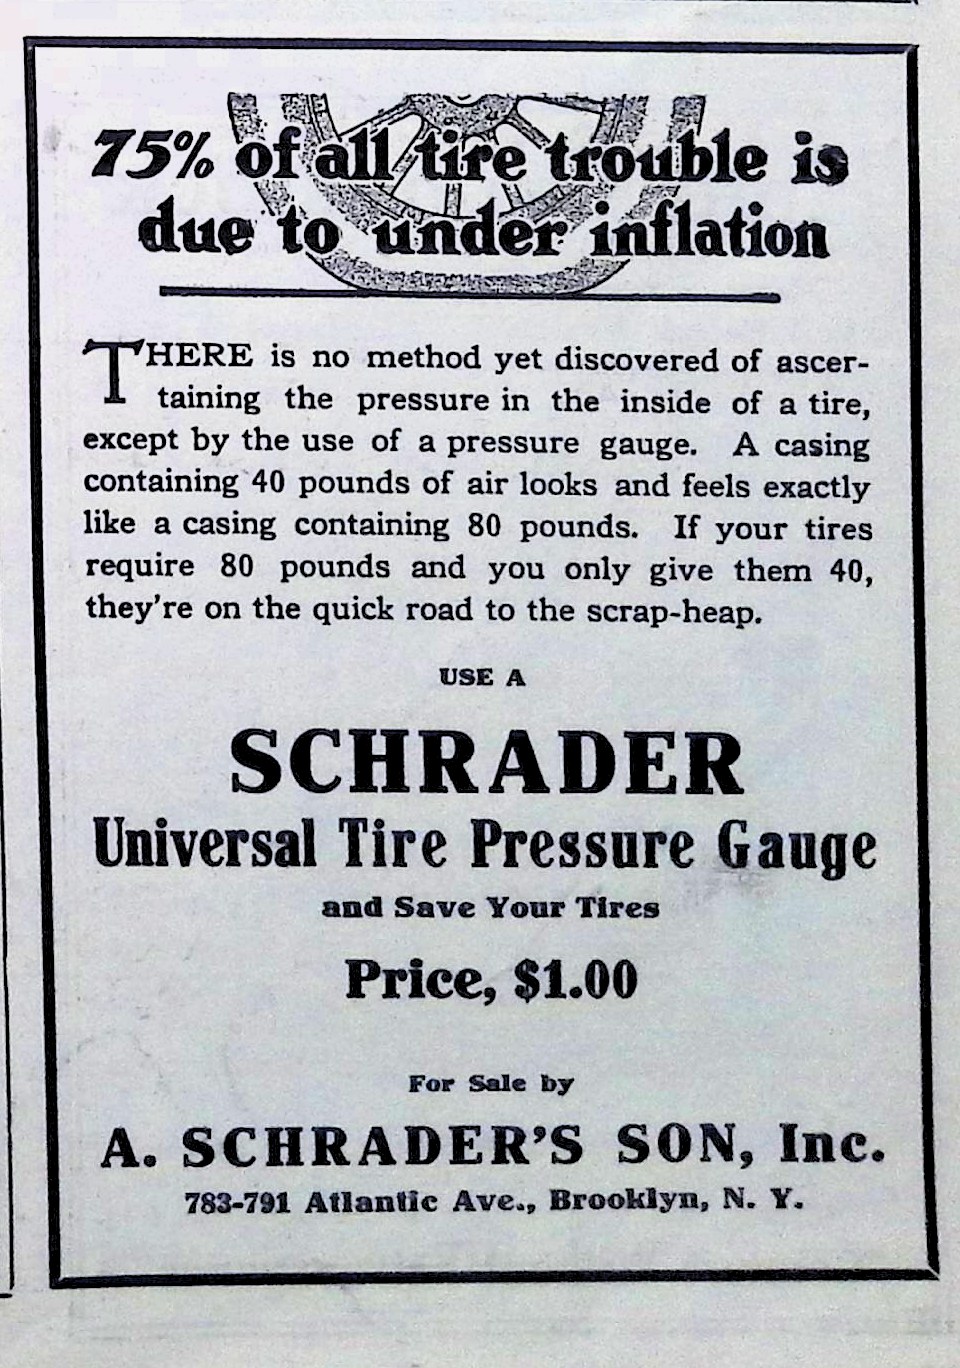 75% of all tire trouble is
due to under inflation
THERE is no method yet discovered of ascer-
taining the pressure in the inside of a tire,
except by the use of a pressure gauge. A casing
containing 40 pounds of air looks and feels exactly
like a casing containing 80 pounds. If your tires
require 80 pounds and you only give them 40,
they're on the quick road to the scrap-heap.
USE A
SCHRADER
Universal Tire Pressure Gauge
and Save Your Tires
Price, $1.00
For Sale by
A. SCHRADER'S SON, Inc.
783-791 Atlantic Ave., Brooklyn, N. Y.